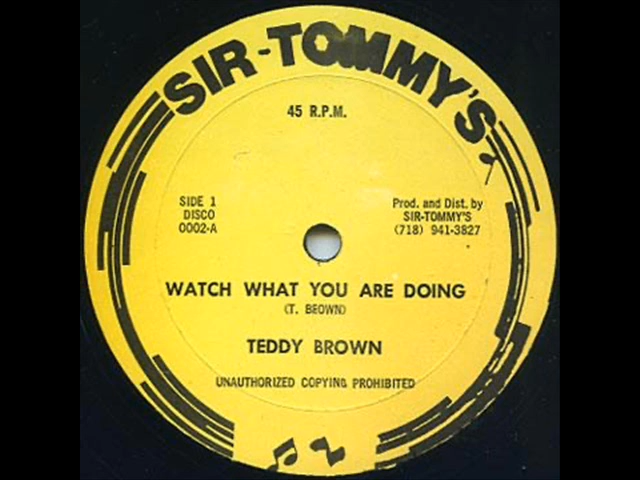 SIR-TOMMY'S
45 R.P.M.
SIDE 1
DISCO
0002-A
Prod. and Dist. by
SIR-TOMMY'S
(718) 941-3827
WATCH WHAT YOU ARE DOING
(T. BEOWN)
TEDDY BROWN
UNAUTHORIZED COPYING PROHIBITED